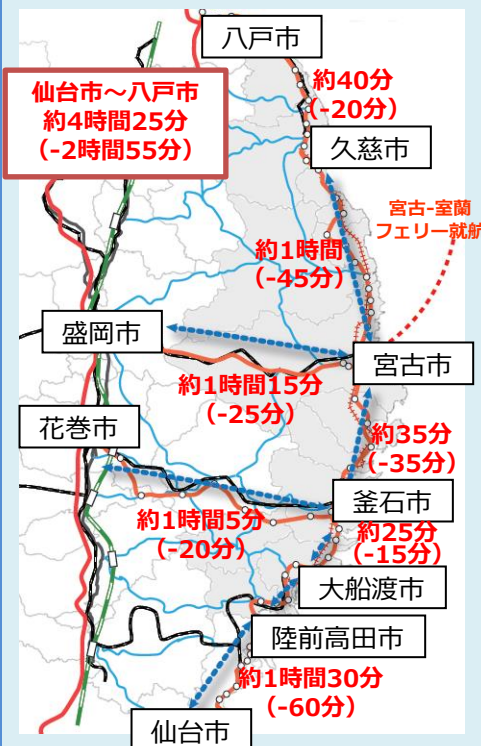 八戸市
仙台市～八戸市
約4時間25分
(-2時間55分)
約40分
(-20分)
久慈市
宮古-室蘭
フェリー就航
約1時間
(-45分)
盛岡市
宮古市
約1時間15分
(-25分)
花巻市
約35分
(-35分)
釜石市
約1時間5分
(-20分)
約25分
(-15分)
大船渡市
陸前高田市
約1時間30分
(-60分)
仙台市